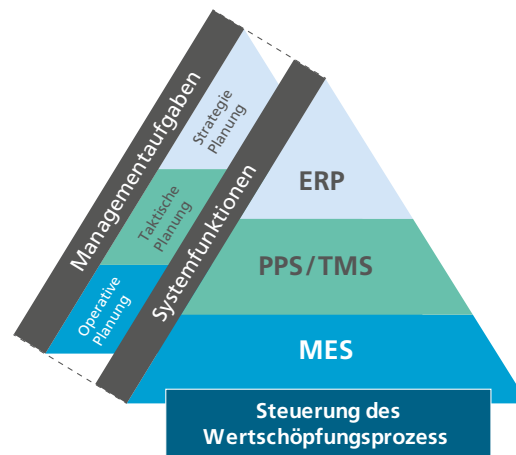 Managementaufgaben
Strategie
Planung
Taktische
Planung
Operative
Planung
Systemfunktionen
ERP
PPS/TMS
MES
Steuerung des
Wertschöpfungsprozess